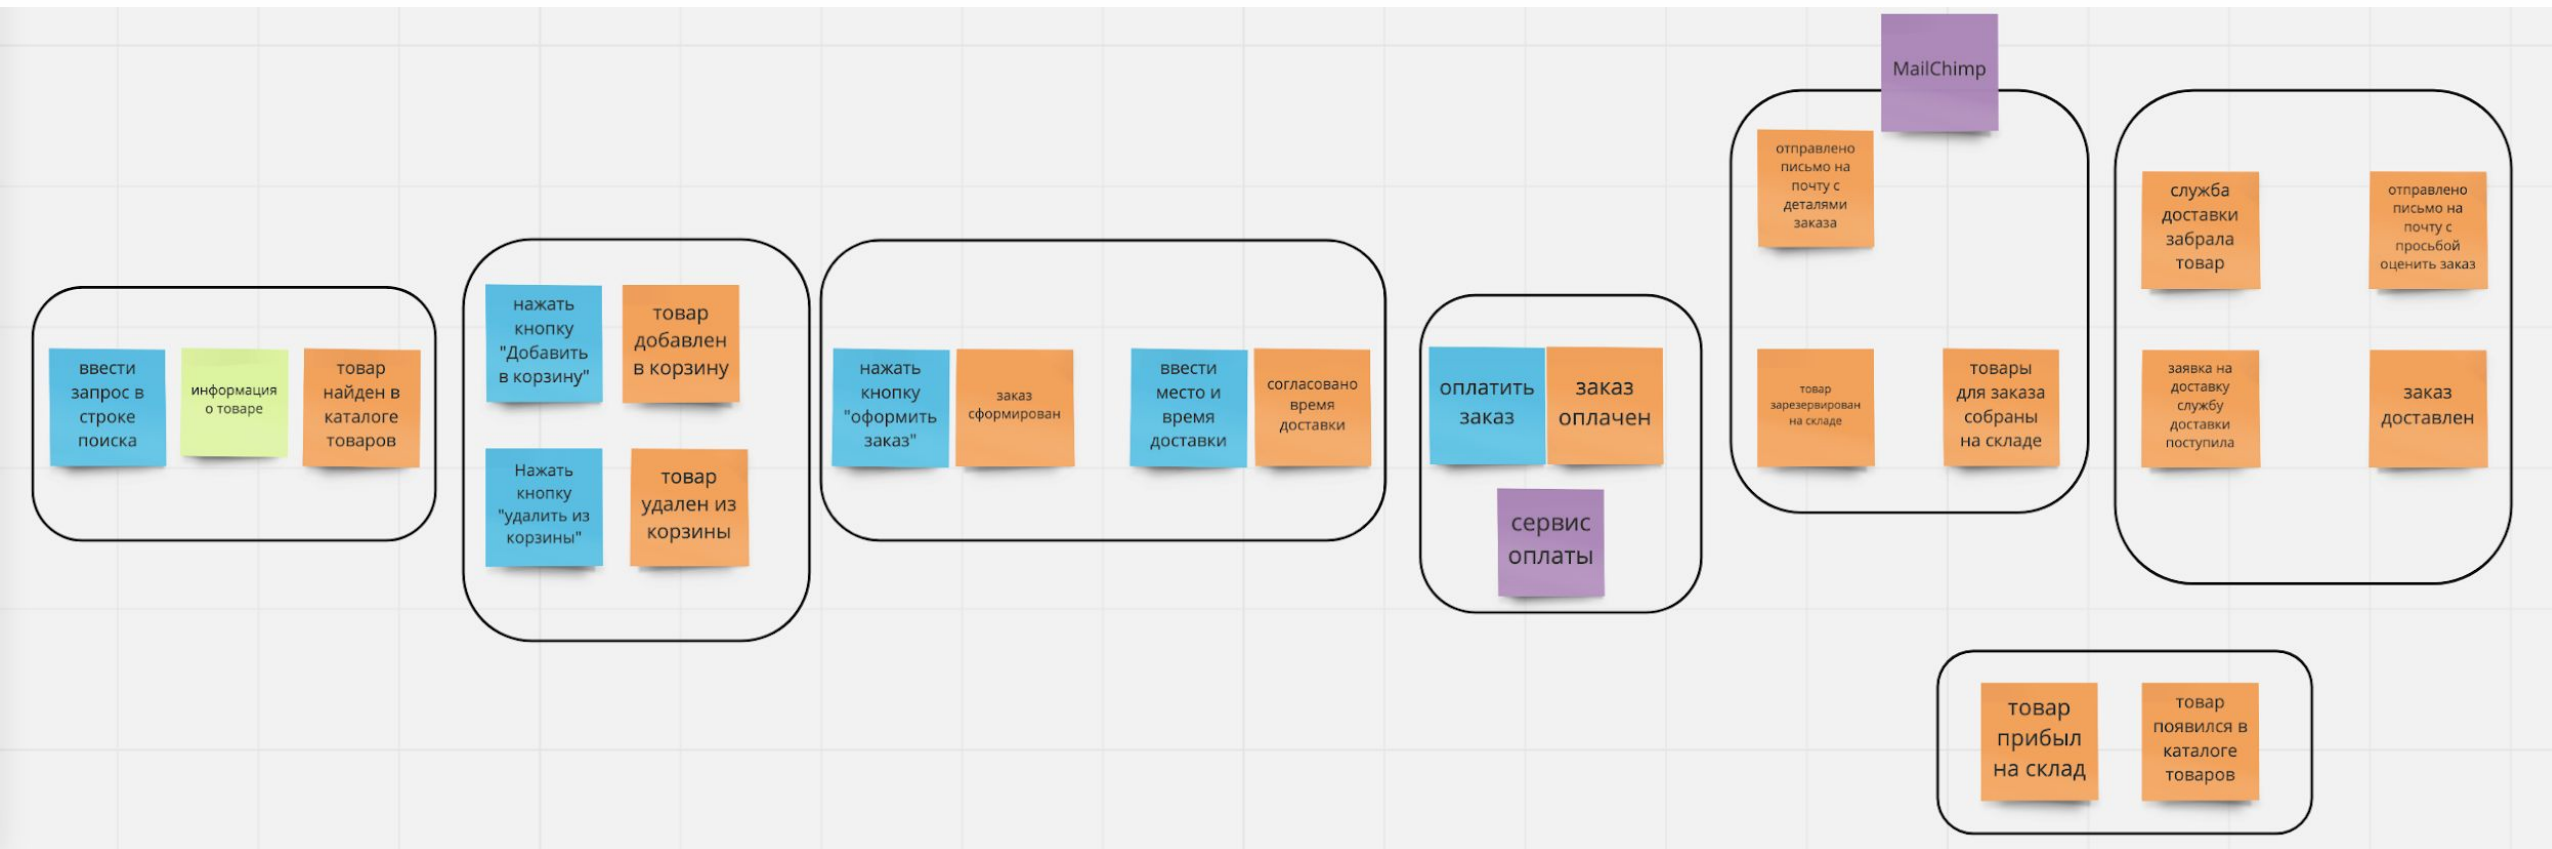 ввести
запрос в
строке
поиска
информация
о товаре
товар
найден в
каталоге
товаров
нажать
кнопку
"Добавить
в корзину"
товар
добавлен
в корзину
Нажать
кнопку
"удалить из
корзины"
товар
удален из
корзины
нажать
кнопку
"оформить
заказ"
заказ
сформирован
ввести
место и
время
доставки
согласовано
время
доставки
оплатить
заказ
заказ
оплачен
сервис
оплаты
MailChimp
отправлено
письмо на
почту с
деталями
заказа
товар
зарезервирован
на складе
товары
для заказа
собраны
на складе
служба
доставки
забрала
товар
отправлено
письмо на
почту с
просьбой
оценить заказ
заявка на
доставку
службу
доставки
поступила
заказ
доставлен
товар
прибыл
на склад
товар
появился в
каталоге
товаров